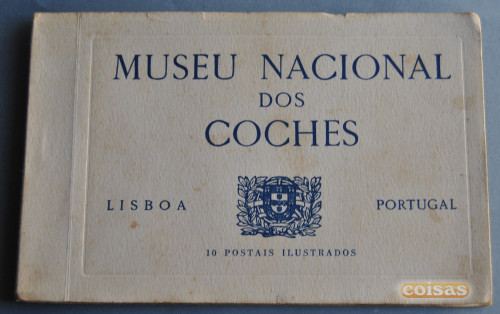 MUSEU NACIONAL
DOS
COCHES
LISBOA
PORTUGAL
10 POSTAIS ILUSTRADOS
coisas